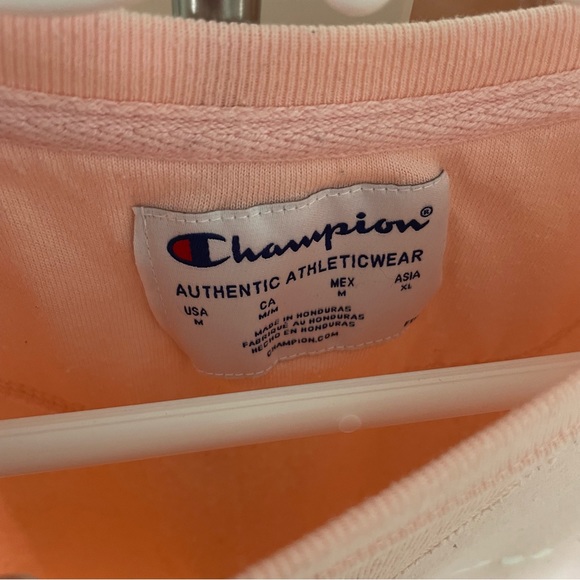 Champion®
AUTHENTIC ATHLETICWEAR
USA CA MEX ASIA
M M/M M XL
MADE IN HONDURAS
FABRIQUÉ AU HONDURAS
HECHO EN HONDURAS
CHAMPION.COM